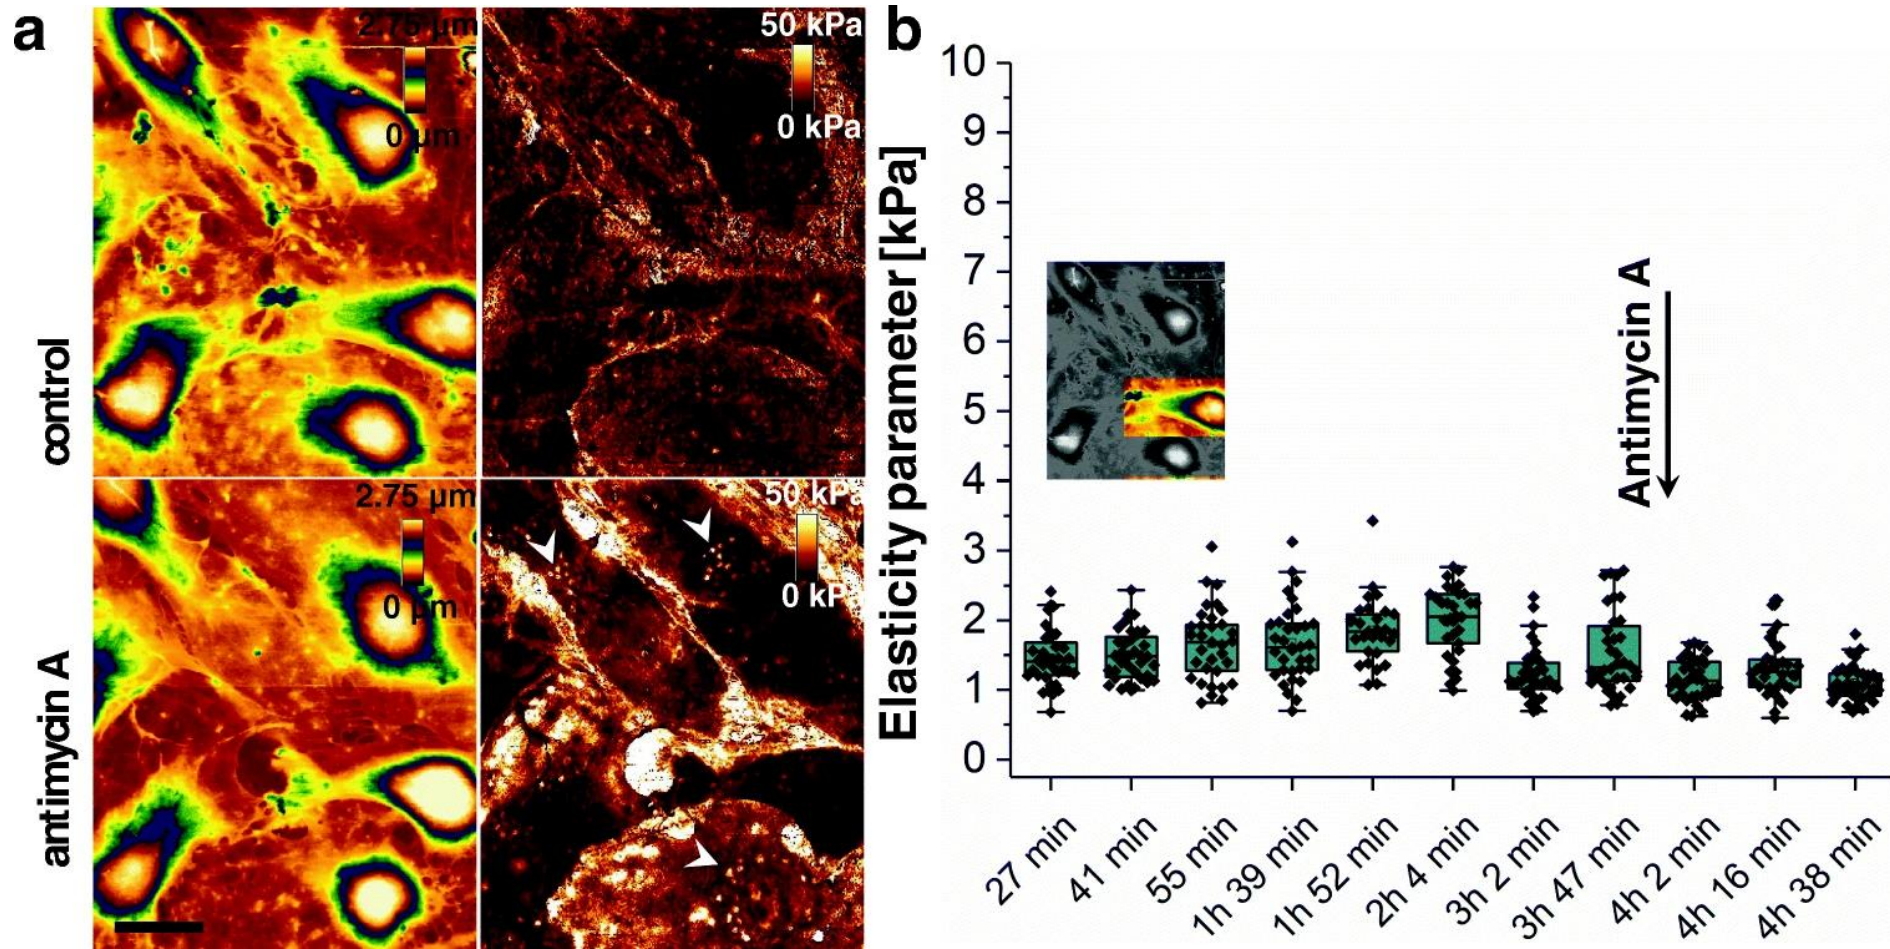 a
2.75 µm
0 µm
50 kPa
0 kPa
control
2.75 µm
0 µm
50 kPa
0 kPa
antimycin A
b
Elasticity parameter [kPa]
10
9
8
7
6
5
4
3
2
1
0
Antimycin A
27 min
41 min
55 min
1h 39 min
1h 52 min
2h 4 min
3h 2 min
3h 47 min
4h 2 min
4h 16 min
4h 38 min